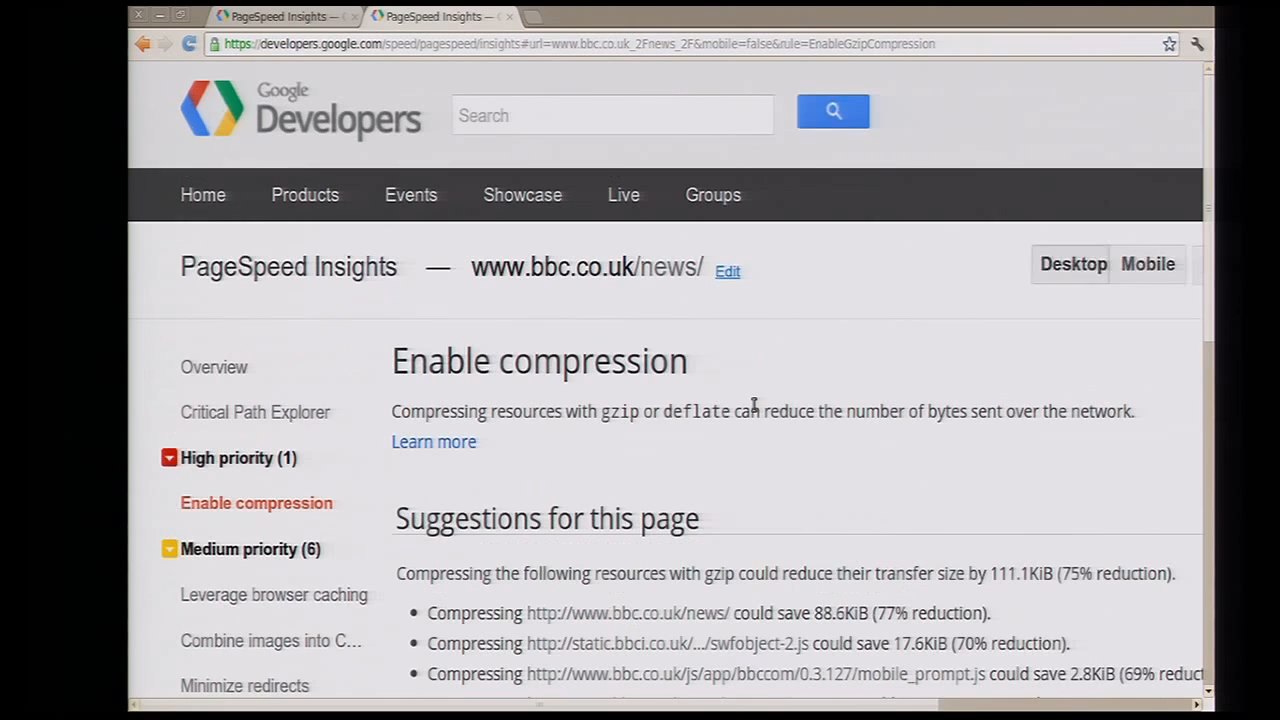 PageSpeed Insights — 
PageSpeed Insights — 
https://developers.google.com/speed/pagespeed/insights#url=www.bbc.co.uk_2Fnews_2F&mobile=false&rule=EnableGzipCompression
Google
Developers
Search
Home Products Events Showcase Live Groups
PageSpeed Insights — www.bbc.co.uk/news/ Edit
Desktop Mobile
Overview
Critical Path Explorer
High priority (1)
Enable compression
Medium priority (6)
Leverage browser caching
Combine images into C...
Minimize redirects
Enable compression
Compressing resources with gzip or deflate can reduce the number of bytes sent over the network.
Learn more
Suggestions for this page
Compressing the following resources with gzip could reduce their transfer size by 111.1KiB (75% reduction).
• Compressing http://www.bbc.co.uk/news/ could save 88.6KiB (77% reduction).
• Compressing http://static.bbci.co.uk/.../swfobject-2.js could save 17.6KiB (70% reduction).
• Compressing http://www.bbc.co.uk/js/app/bbccom/0.3.127/mobile_prompt.js could save 2.8KiB (69% reduct